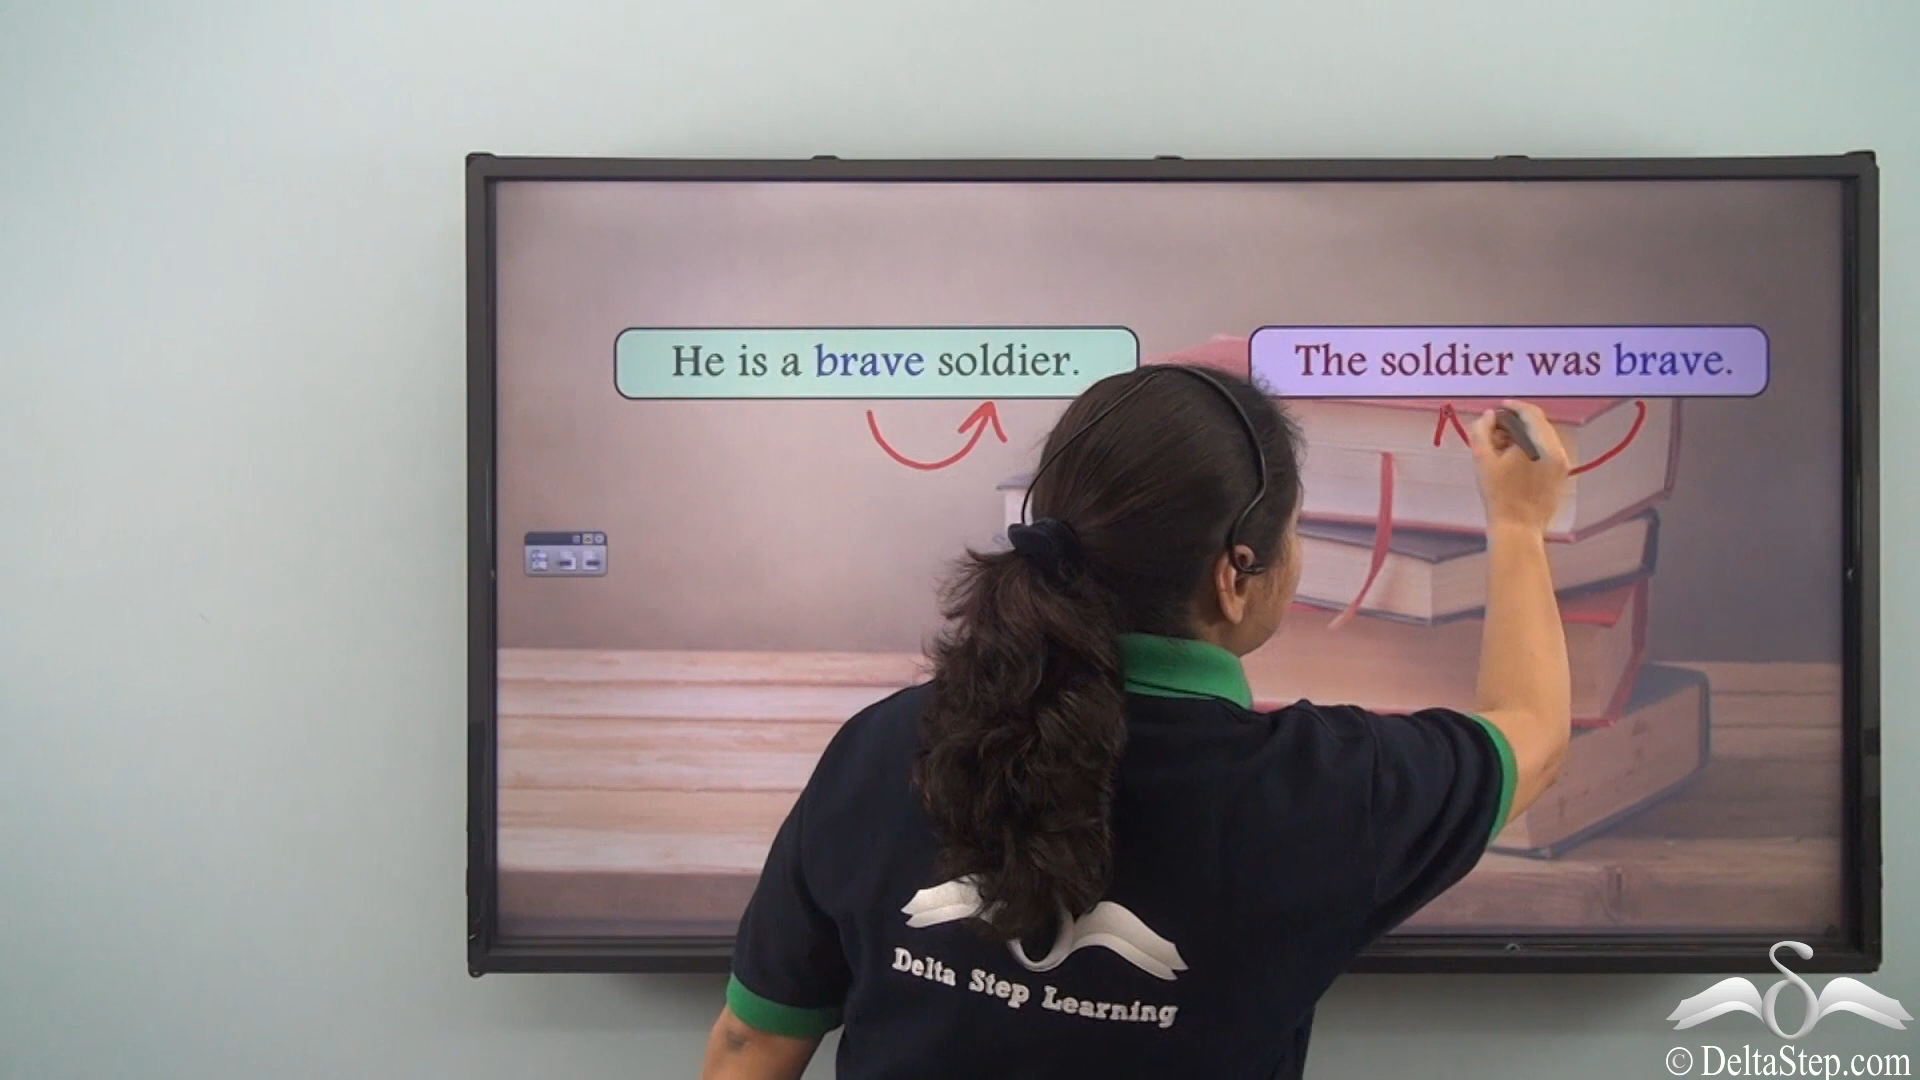 He is a brave soldier.
The soldier was brave.
Delta Step Learning
© DeltaStep.com